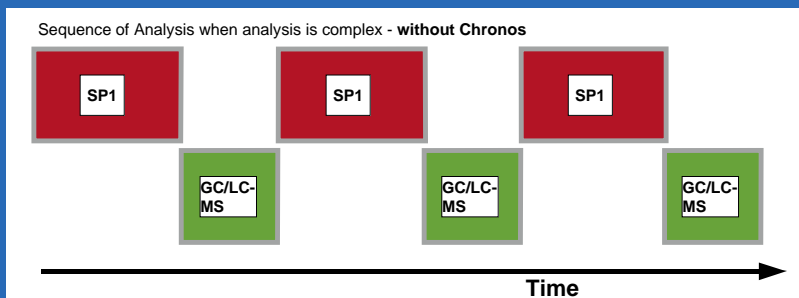 Sequence of Analysis when analysis is complex - without Chronos
SP1
SP1
SP1
GC/LC-
MS
GC/LC-
MS
GC/LC-
MS
Time